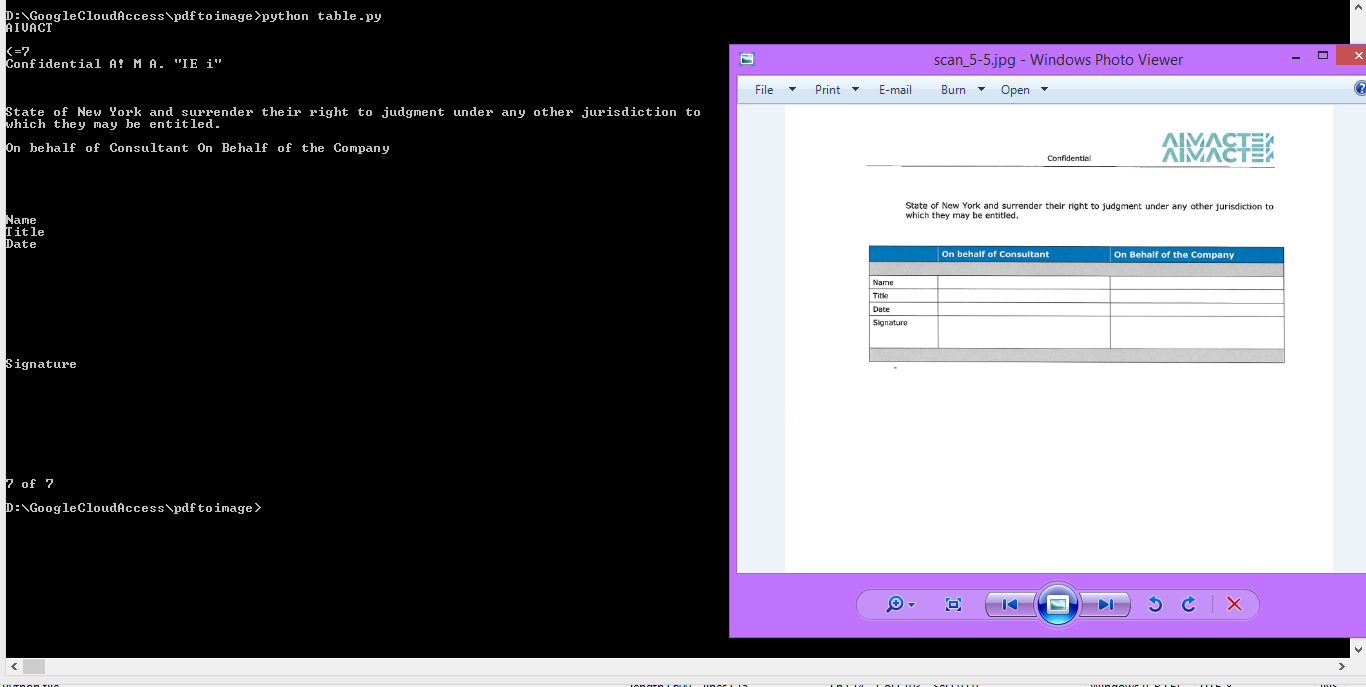 D:\GoogleCloudAccess\pdftoimage>python table.py
AIVACT
(=7
Confidential A! M A. "IE i"
State of New York and surrender their right to judgment under any other jurisdiction to
which they may be entitled.
On behalf of Consultant On Behalf of the Company
Name
Title
Date
Signature
7 of 7
D:\GoogleCloudAccess\pdftoimage>
scan_5-5.jpg - Windows Photo Viewer
File Print E-mail Burn Open
AIMACTE
AIMACTE
Confidential
State of New York and surrender their right to judgment under any other jurisdiction to
which they may be entitled.
On behalf of Consultant On Behalf of the Company
Name
Title
Date
Signature